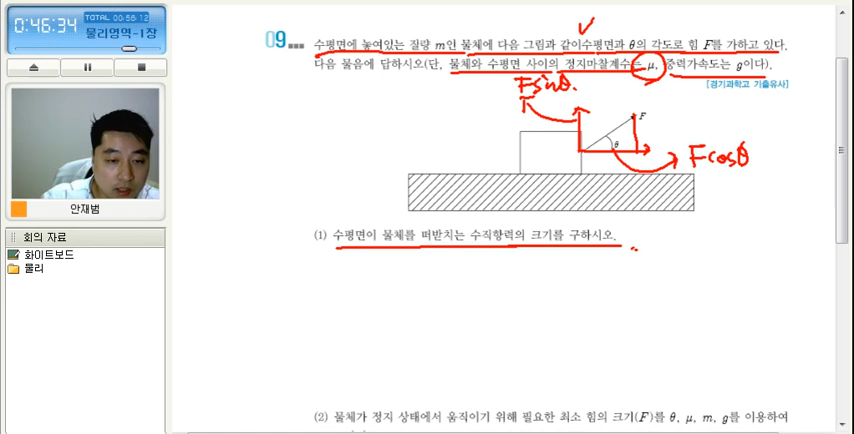 0:46:34
TOTAL 00:56:12
물리영역-1장
안재범
회의 자료
화이트보드
물리
09
수평면에 놓여있는 질량 m인 물체에 다음 그림과 같이수평면과 θ의 각도로 힘 F를 가하고 있다.
다음 물음에 답하시오(단, 물체와 수평면 사이의 정지마찰계수는 μ, 중력가속도는 g이다).
[경기과학고 기출유사]
Fsinθ.
F
θ
Fcosθ
(1) 수평면이 물체를 떠받치는 수직항력의 크기를 구하시오.
(2) 물체가 정지 상태에서 움직이기 위해 필요한 최소 힘의 크기(F)를 θ, μ, m, g를 이용하여